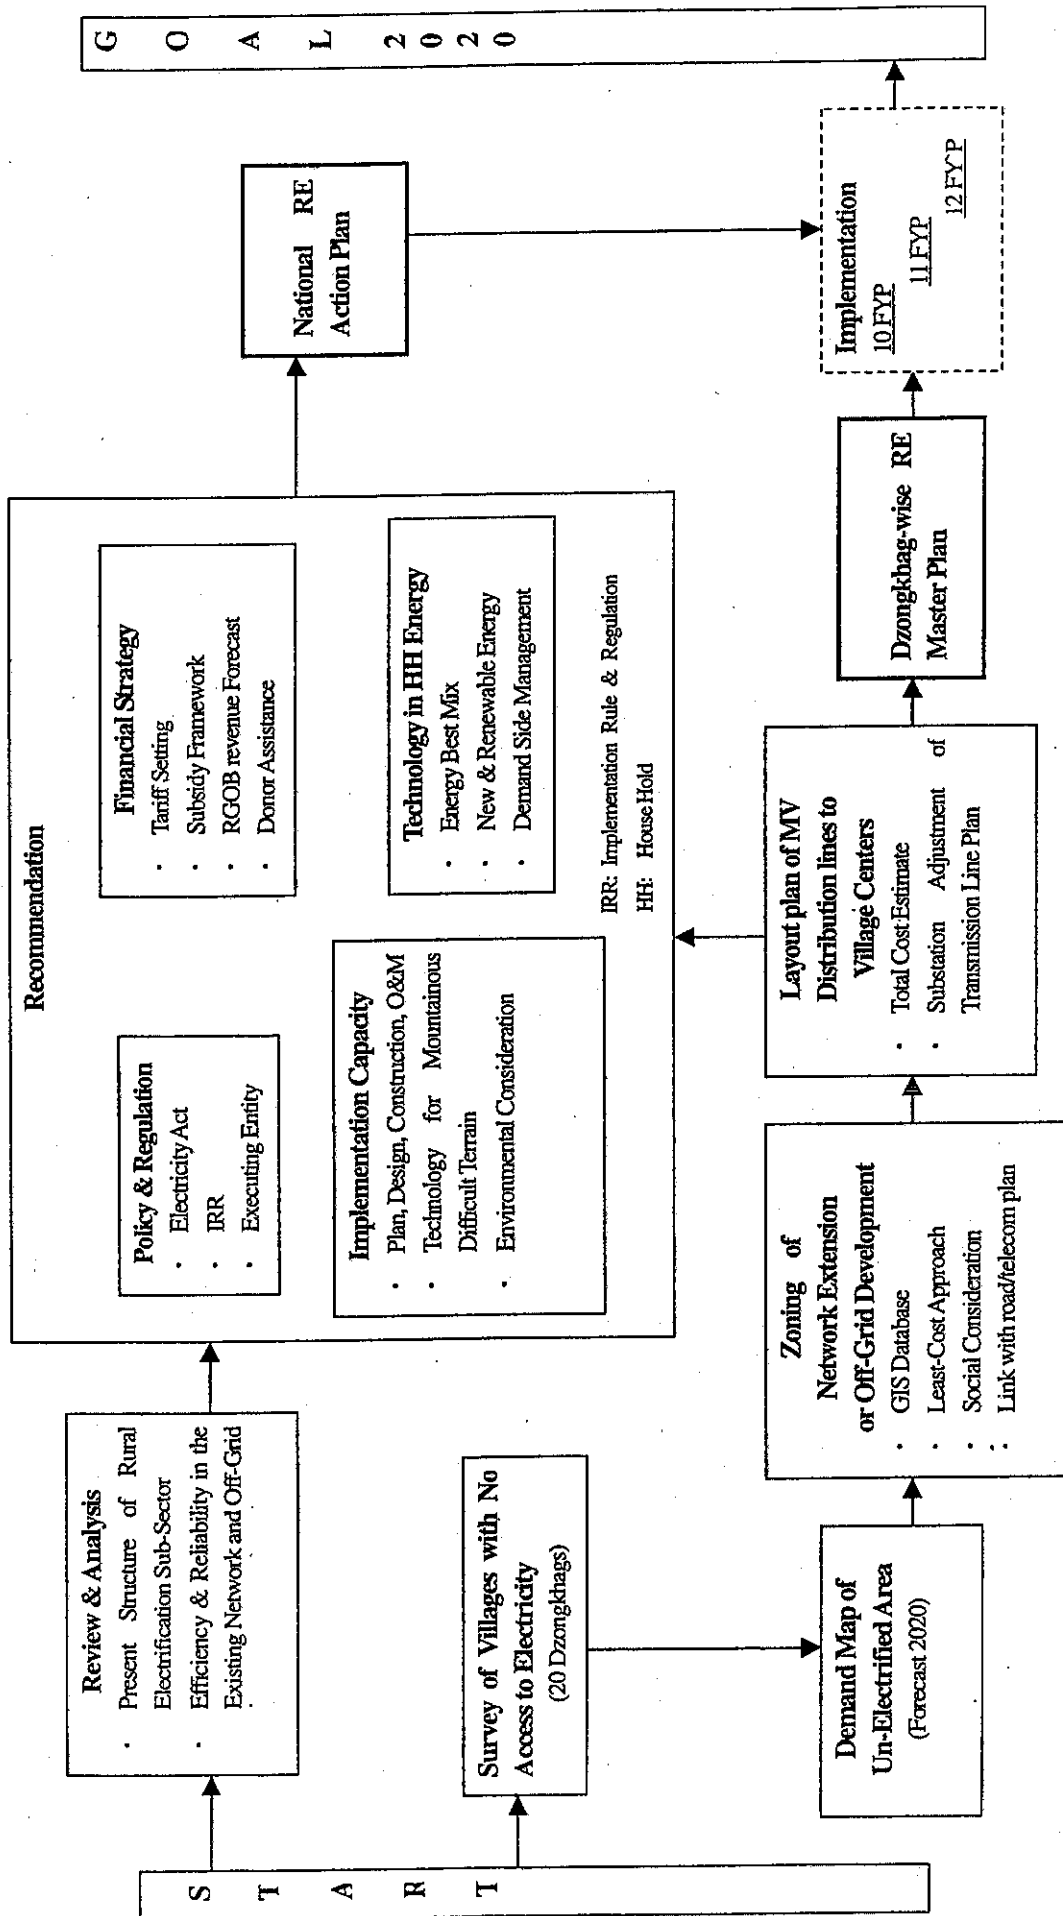 START
Review & Analysis
· Present Structure of Rural
Electrification Sub-Sector
· Efficiency & Reliability in the
Existing Network and Off-Grid
Survey of Villages with No
Access to Electricity
(20 Dzongkhags)
Demand Map of
Un-Electrified Area
(Forecast 2020)
Recommendation
Policy & Regulation
· Electricity Act
· IRR
· Executing Entity
Financial Strategy
· Tariff Setting
· Subsidy Framework
· RGOB revenue Forecast
· Donor Assistance
Implementation Capacity
· Plan, Design, Construction, O&M
· Technology for Mountainous
Difficult Terrain
· Environmental Consideration
Technology in HH Energy
· Energy Best Mix
· New & Renewable Energy
· Demand Side Management
IRR: Implementation Rule & Regulation
HH: House Hold
Zoning of
Network Extension
or Off-Grid Development
· GIS Database
· Least-Cost Approach
· Social Consideration
· Link with road/telecom plan
Layout plan of MV
Distribution lines to
Village Centers
· Total Cost Estimate
· Substation Adjustment of
Transmission Line Plan
Dzongkhag-wise RE
Master Plan
National RE
Action Plan
Implementation
10 FYP
11 FYP
12 FYP
GOAL 2020